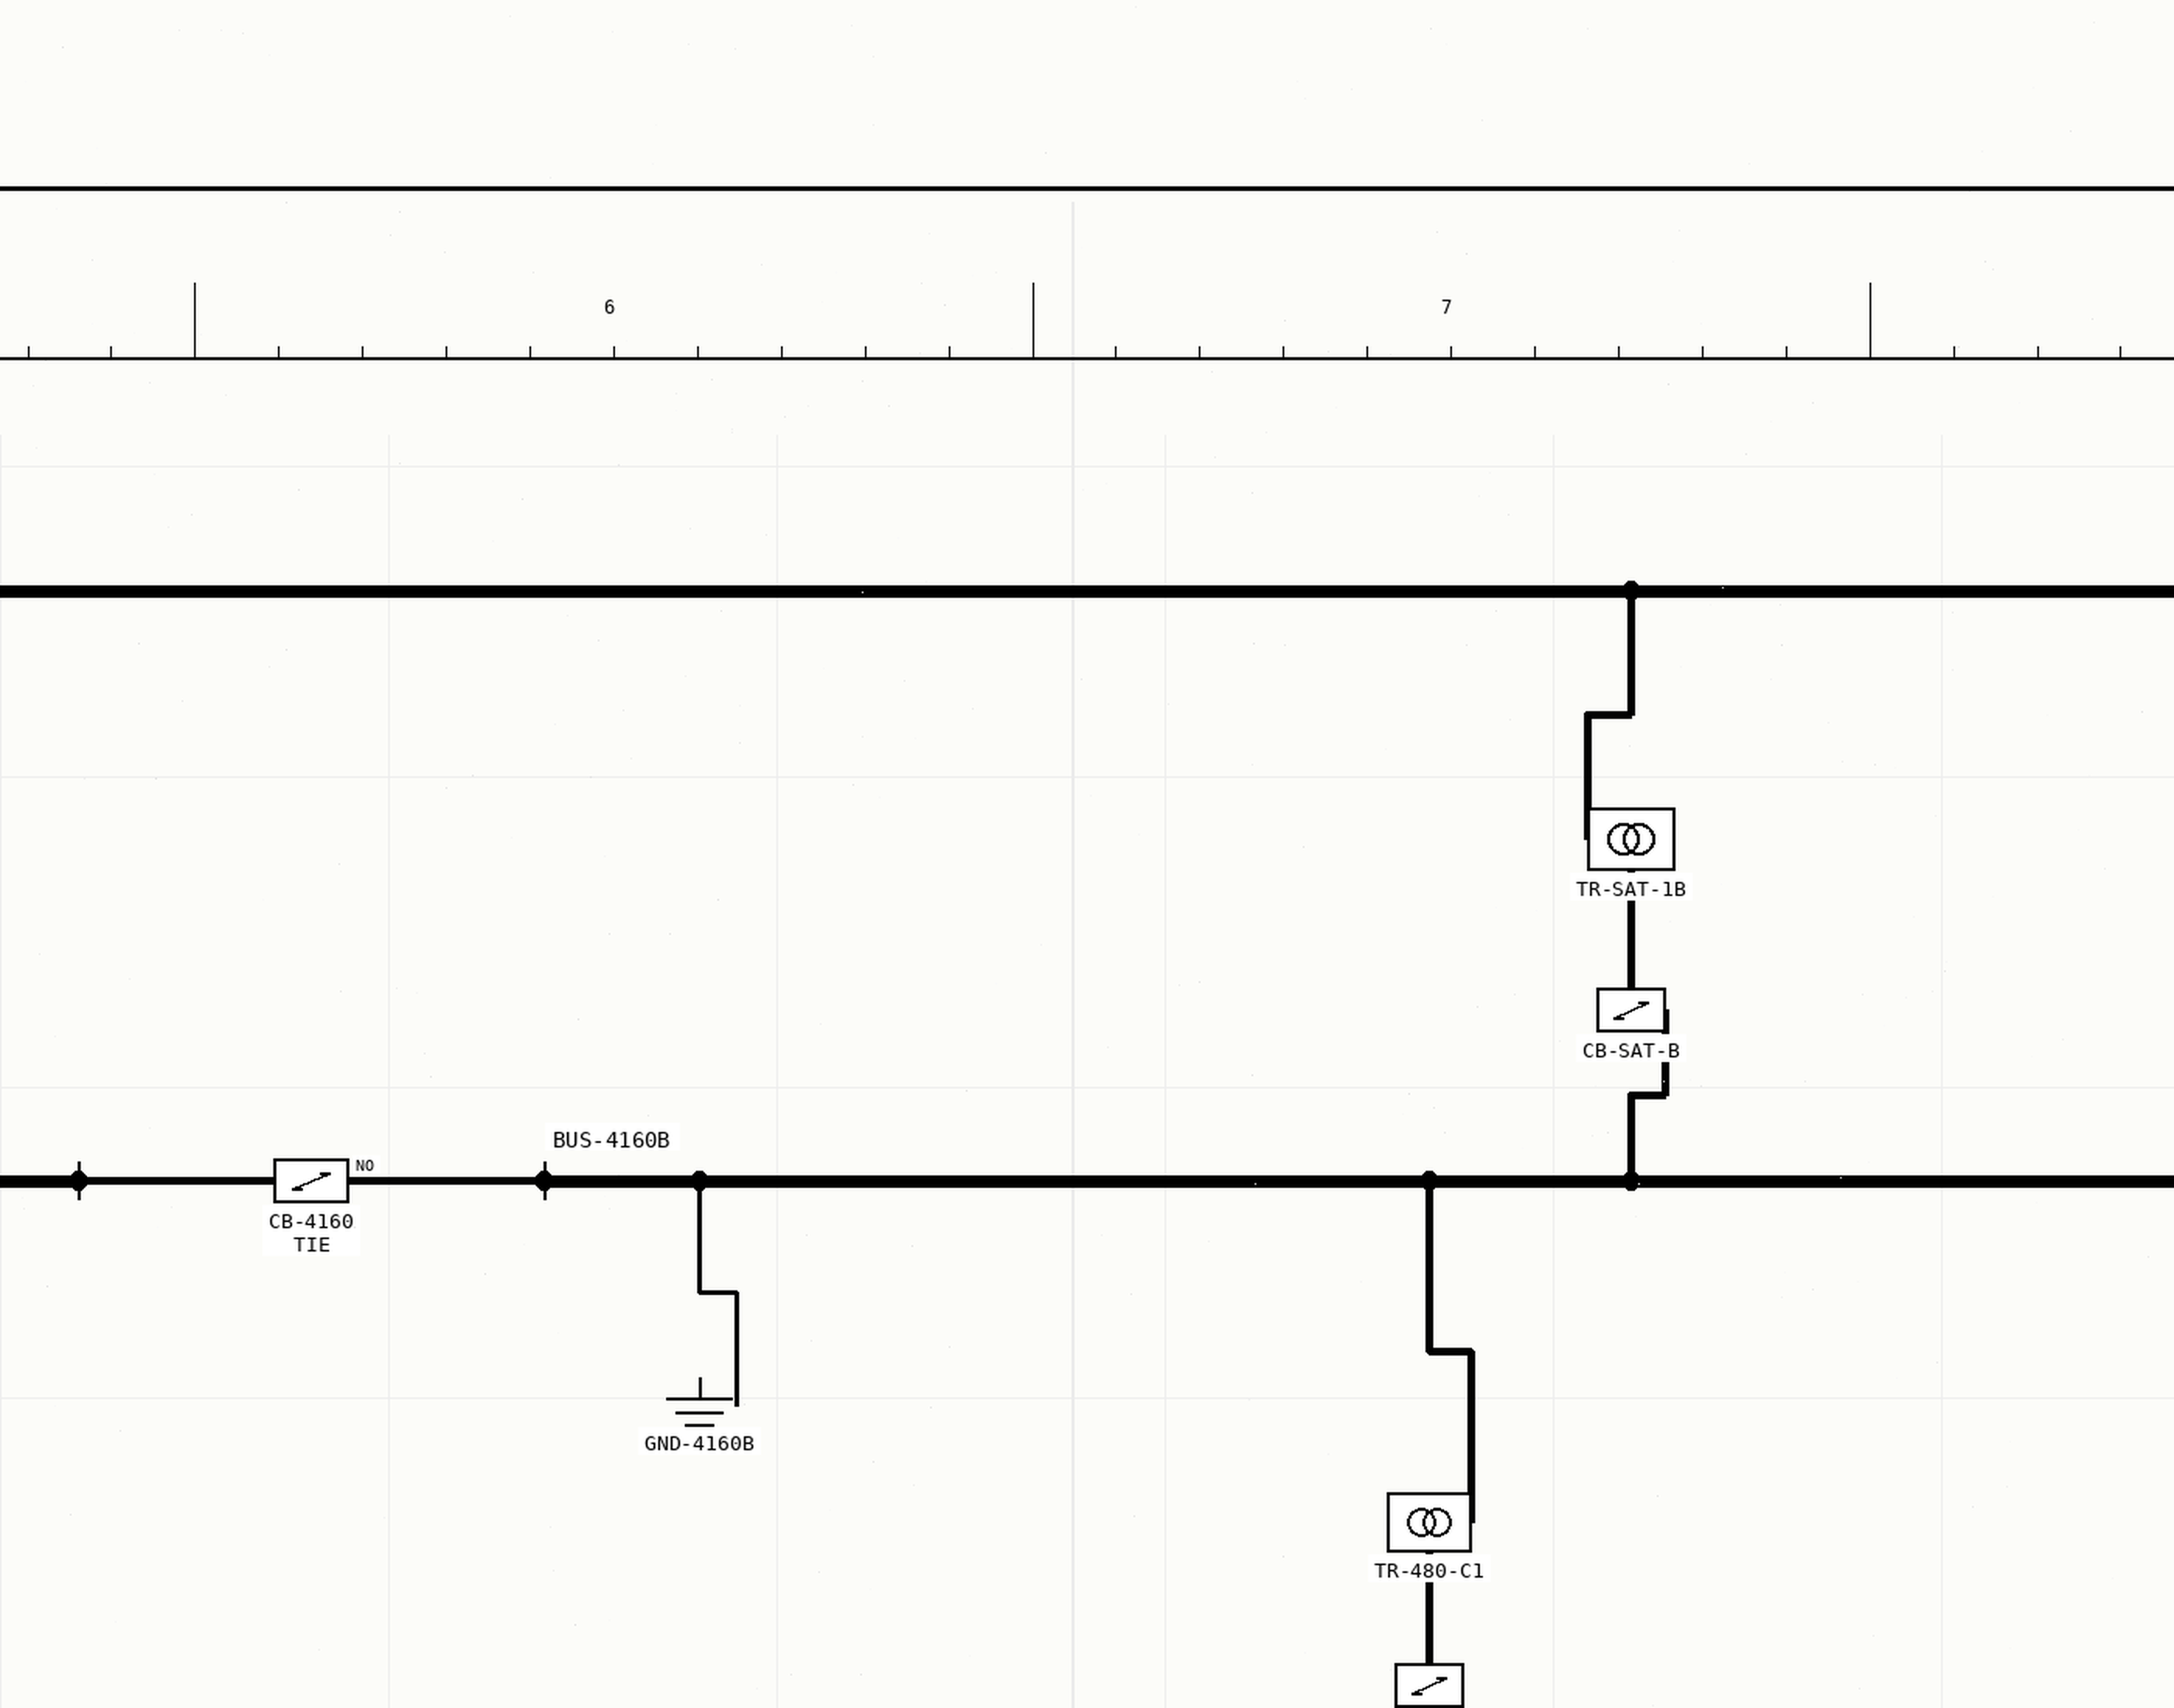 6
7
TR-SAT-1B
CB-SAT-B
BUS-4160B
NO
CB-4160
TIE
GND-4160B
TR-480-C1